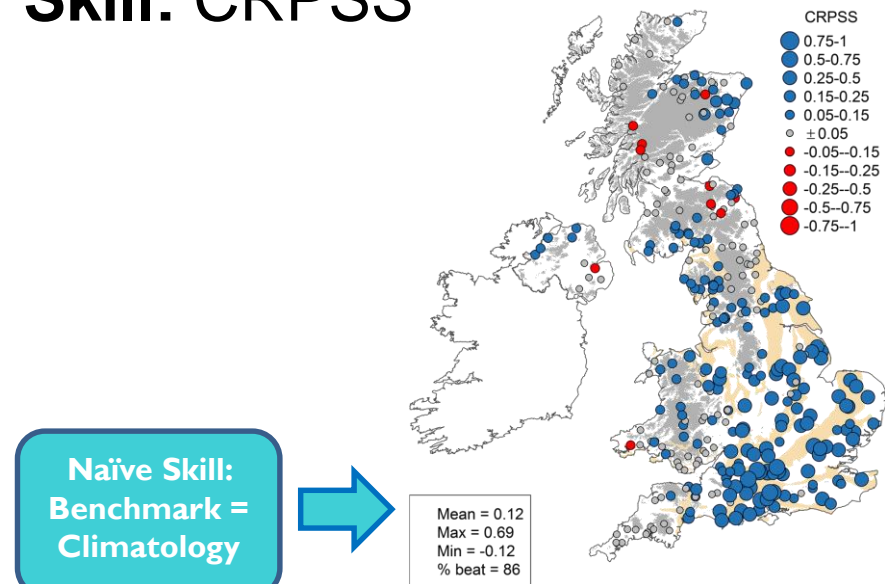 Skill: CRPSS
CRPSS
0.75-1
0.5-0.75
0.25-0.5
0.15-0.25
0.05-0.15
±0.05
-0.05--0.15
-0.15--0.25
-0.25--0.5
-0.5--0.75
-0.75--1
Naïve Skill:
Benchmark =
Climatology
Mean = 0.12
Max = 0.69
Min = -0.12
% beat = 86